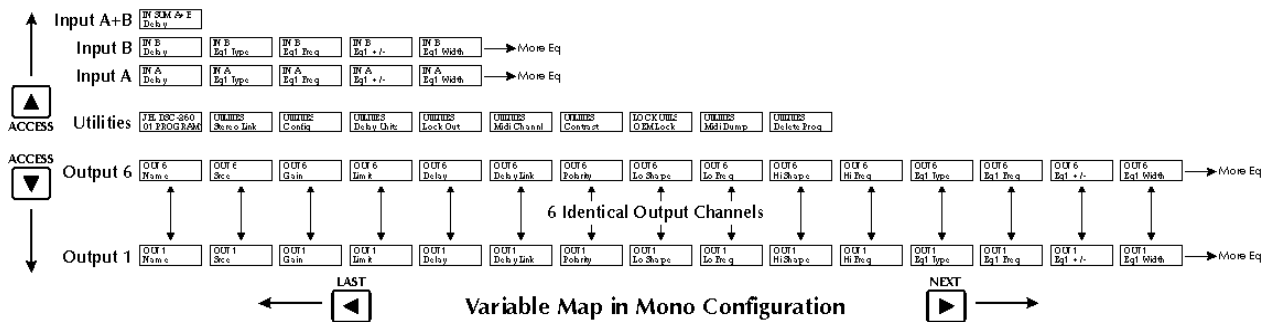 Input A+B IN SUM A+B
Delay
Input B IN B IN B IN B IN B IN B More Eq
Delay Eq1 Type Eq1 Freq Eq1 +/- Eq1 Width
Input A IN A IN A IN A IN A IN A More Eq
Delay Eq1 Type Eq1 Freq Eq1 +/- Eq1 Width
ACCESS
Utilities JBL DSC-260 UTILITIES UTILITIES UTILITIES UTILITIES UTILITIES UTILITIES LOCK UTILS UTILITIES UTILITIES
01 PROGRAM Stereo Link Config Delay Units Lock Out Midi Channl Contrast OEM Lock Midi Dump Delete Prog
ACCESS
Output 6 OUT 6 OUT 6 OUT 6 OUT 6 OUT 6 OUT 6 OUT 6 OUT 6 OUT 6 OUT 6 OUT 6 OUT 6 OUT 6 OUT 6 OUT 6 More Eq
Name Srce Gain Limit Delay Delay Link Polarity Lo Shape Lo Freq Hi Shape Hi Freq Eq1 Type Eq1 Freq Eq1 +/- Eq1 Width
6 Identical Output Channels
Output 1 OUT 1 OUT 1 OUT 1 OUT 1 OUT 1 OUT 1 OUT 1 OUT 1 OUT 1 OUT 1 OUT 1 OUT 1 OUT 1 OUT 1 OUT 1 More Eq
Name Srce Gain Limit Delay Delay Link Polarity Lo Shape Lo Freq Hi Shape Hi Freq Eq1 Type Eq1 Freq Eq1 +/- Eq1 Width
LAST
Variable Map in Mono Configuration
NEXT